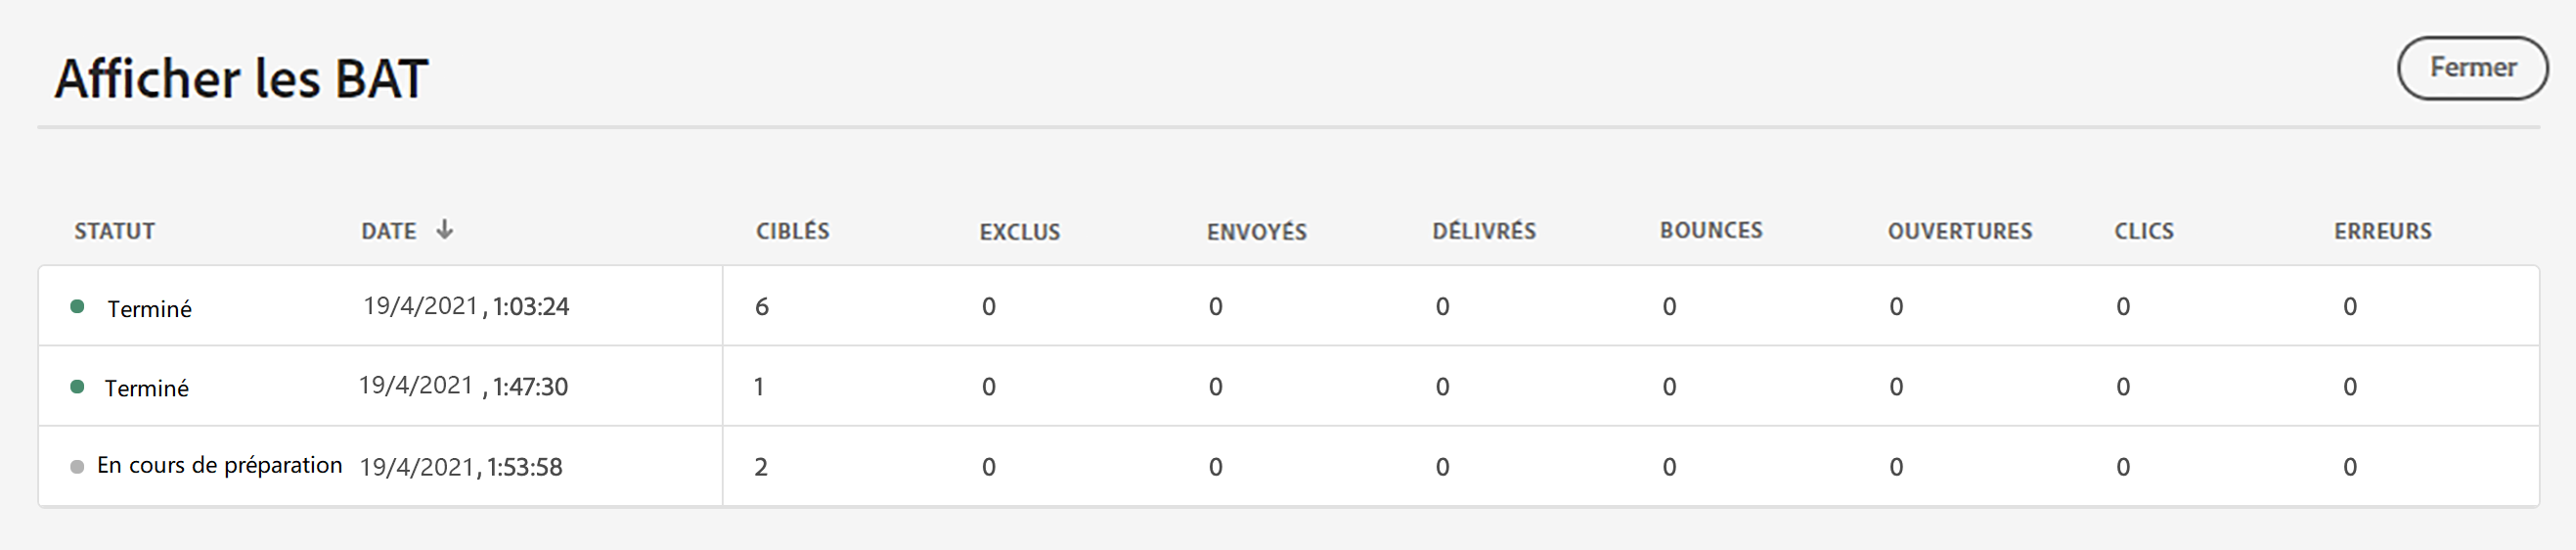 Afficher les BAT Fermer
STATUT DATE ↓ CIBLÉS EXCLUS ENVOYÉS DÉLIVRÉS BOUNCES OUVERTURES CLICS ERREURS
Terminé 19/4/2021 , 1:03:24 6 0 0 0 0 0 0 0
Terminé 19/4/2021 , 1:47:30 1 0 0 0 0 0 0 0
En cours de préparation 19/4/2021, 1:53:58 2 0 0 0 0 0 0 0